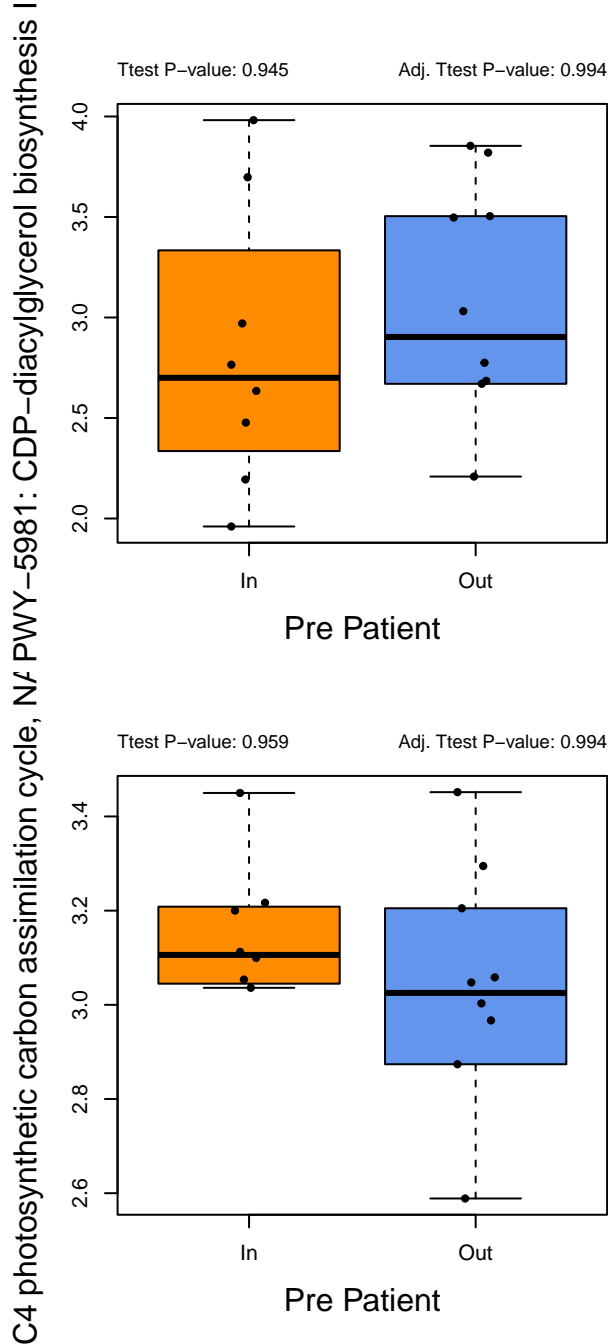 Ttest P−value: 0.945
Adj. Ttest P−value: 0.994
PWY−5981: CDP−diacylglycerol biosynthesis I
4.0
3.5
3.0
2.5
2.0
In
Out
Pre Patient
Ttest P−value: 0.959
Adj. Ttest P−value: 0.994
C4 photosynthetic carbon assimilation cycle,
3.4
3.2
3.0
2.8
2.6
In
Out
Pre Patient